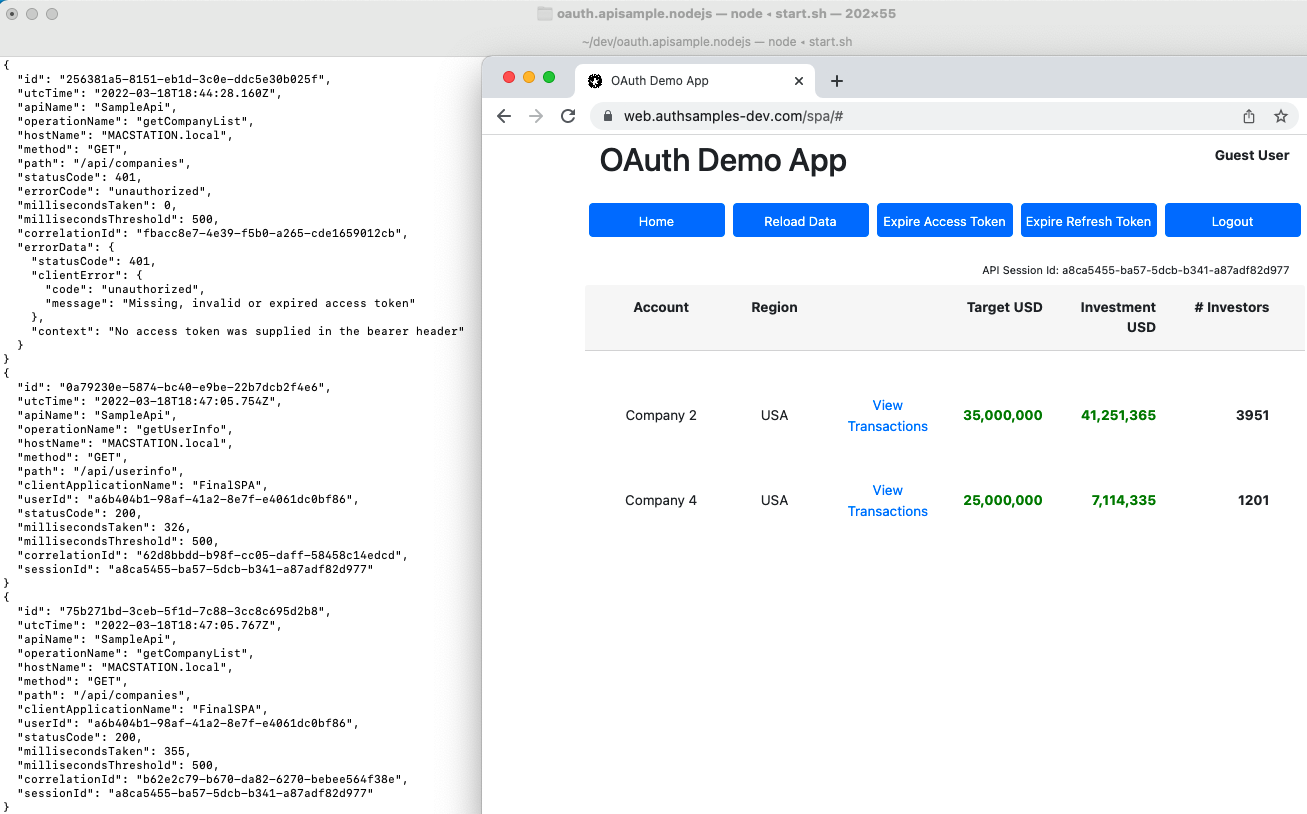 oauth.apisample.nodejs — node ◂ start.sh — 202×55
~/dev/oauth.apisample.nodejs — node ◂ start.sh
{
  "id": "256381a5-8151-eb1d-3c0e-ddc5e30b025f",
  "utcTime": "2022-03-18T18:44:28.160Z",
  "apiName": "SampleApi",
  "operationName": "getCompanyList",
  "hostName": "MACSTATION.local",
  "method": "GET",
  "path": "/api/companies",
  "statusCode": 401,
  "errorCode": "unauthorized",
  "millisecondsTaken": 0,
  "millisecondsThreshold": 500,
  "correlationId": "fbacc8e7-4e39-f5b0-a265-cde1659012cb",
  "errorData": {
    "statusCode": 401,
    "clientError": {
      "code": "unauthorized",
      "message": "Missing, invalid or expired access token"
    },
    "context": "No access token was supplied in the bearer header"
  }
}
{
  "id": "0a79230e-5874-bc40-e9be-22b7dcb2f4e6",
  "utcTime": "2022-03-18T18:47:05.754Z",
  "apiName": "SampleApi",
  "operationName": "getUserInfo",
  "hostName": "MACSTATION.local",
  "method": "GET",
  "path": "/api/userinfo",
  "clientApplicationName": "FinalSPA",
  "userId": "a6b404b1-98af-41a2-8e7f-e4061dc0bf86",
  "statusCode": 200,
  "millisecondsTaken": 326,
  "millisecondsThreshold": 500,
  "correlationId": "62d8bbdd-b98f-cc05-daff-58458c14edcd",
  "sessionId": "a8ca5455-ba57-5dcb-b341-a87adf82d977"
}
{
  "id": "75b271bd-3ceb-5f1d-7c88-3cc8c695d2b8",
  "utcTime": "2022-03-18T18:47:05.767Z",
  "apiName": "SampleApi",
  "operationName": "getCompanyList",
  "hostName": "MACSTATION.local",
  "method": "GET",
  "path": "/api/companies",
  "clientApplicationName": "FinalSPA",
  "userId": "a6b404b1-98af-41a2-8e7f-e4061dc0bf86",
  "statusCode": 200,
  "millisecondsTaken": 355,
  "millisecondsThreshold": 500,
  "correlationId": "b62e2c79-b670-da82-6270-bebee564f38e",
  "sessionId": "a8ca5455-ba57-5dcb-b341-a87adf82d977"
}
OAuth Demo App
web.authsamples-dev.com/spa/#
OAuth Demo App
Guest User
Home Reload Data Expire Access Token Expire Refresh Token Logout
API Session Id: a8ca5455-ba57-5dcb-b341-a87adf82d977
Account Region Target USD Investment USD # Investors
Company 2 USA View Transactions 35,000,000 41,251,365 3951
Company 4 USA View Transactions 25,000,000 7,114,335 1201